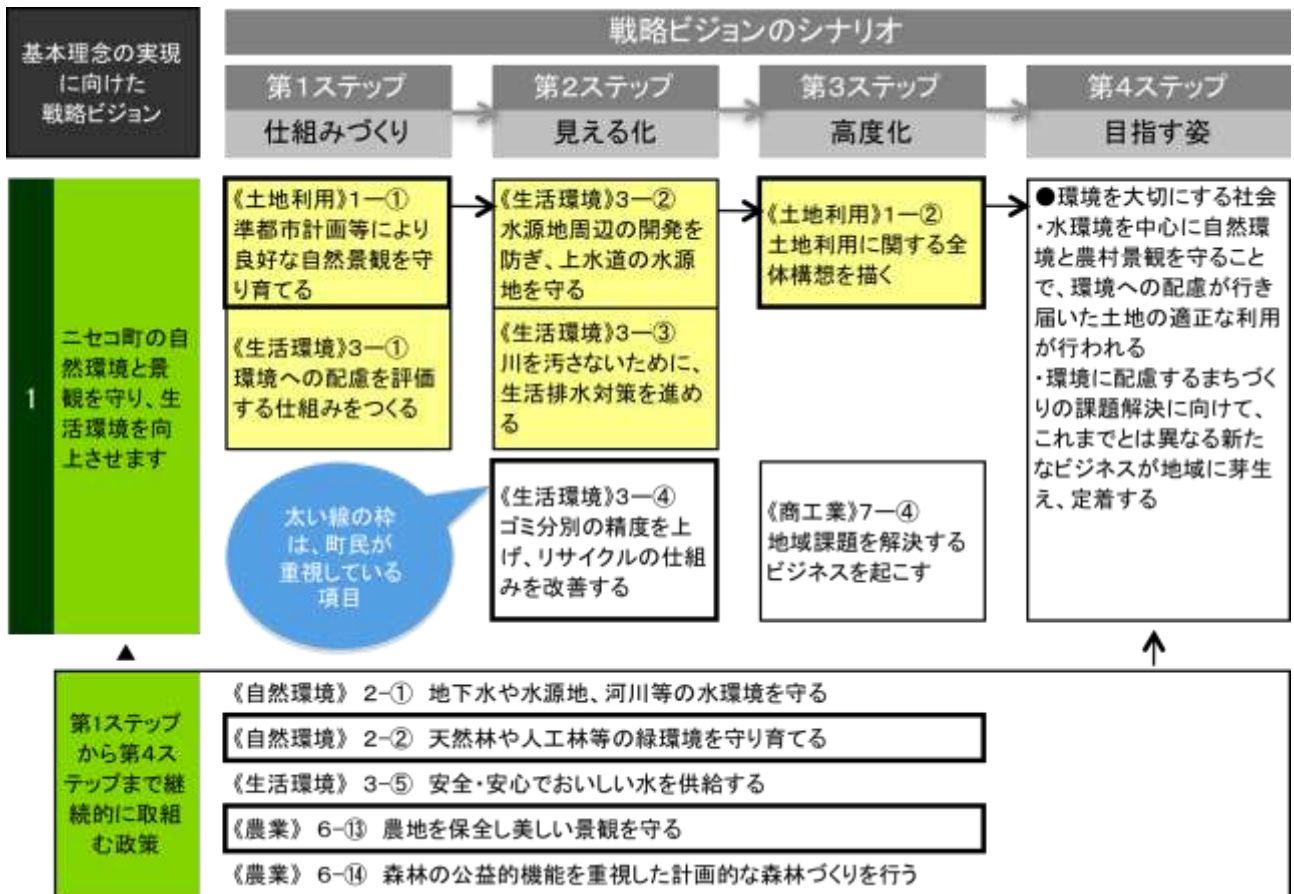 基本理念の実現
に向けた
戦略ビジョン
戦略ビジョンのシナリオ
第1ステップ
仕組みづくり
第2ステップ
見える化
第3ステップ
高度化
第4ステップ
目指す姿
1
ニセコ町の自
然環境と景
観を守り、生
活環境を向
上させます
《土地利用》1―①
準都市計画等により
良好な自然景観を守
り育てる
《生活環境》3―①
環境への配慮を評価
する仕組みをつくる
太い線の枠
は、町民が
重視している
項目
《生活環境》3―②
水源地周辺の開発を
防ぎ、上水道の水源
地を守る
《生活環境》3―③
川を汚さないために、
生活排水対策を進め
る
《生活環境》3―④
ゴミ分別の精度を上
げ、リサイクルの仕組
みを改善する
《土地利用》1―②
土地利用に関する全
体構想を描く
《商工業》7―④
地域課題を解決する
ビジネスを起こす
●環境を大切にする社会
・水環境を中心に自然環
境と農村景観を守ること
で、環境への配慮が行き
届いた土地の適正な利用
が行われる
・環境に配慮するまちづく
りの課題解決に向けて、
これまでとは異なる新た
なビジネスが地域に芽生
え、定着する
▲
第1ステップ
から第4ス
テップまで継
続的に取組
む政策
《自然環境》 2-① 地下水や水源地、河川等の水環境を守る
《自然環境》 2-② 天然林や人工林等の緑環境を守り育てる
《生活環境》 3-⑤ 安全・安心でおいしい水を供給する
《農業》 6-⑬ 農地を保全し美しい景観を守る
《農業》 6-⑭ 森林の公益的機能を重視した計画的な森林づくりを行う